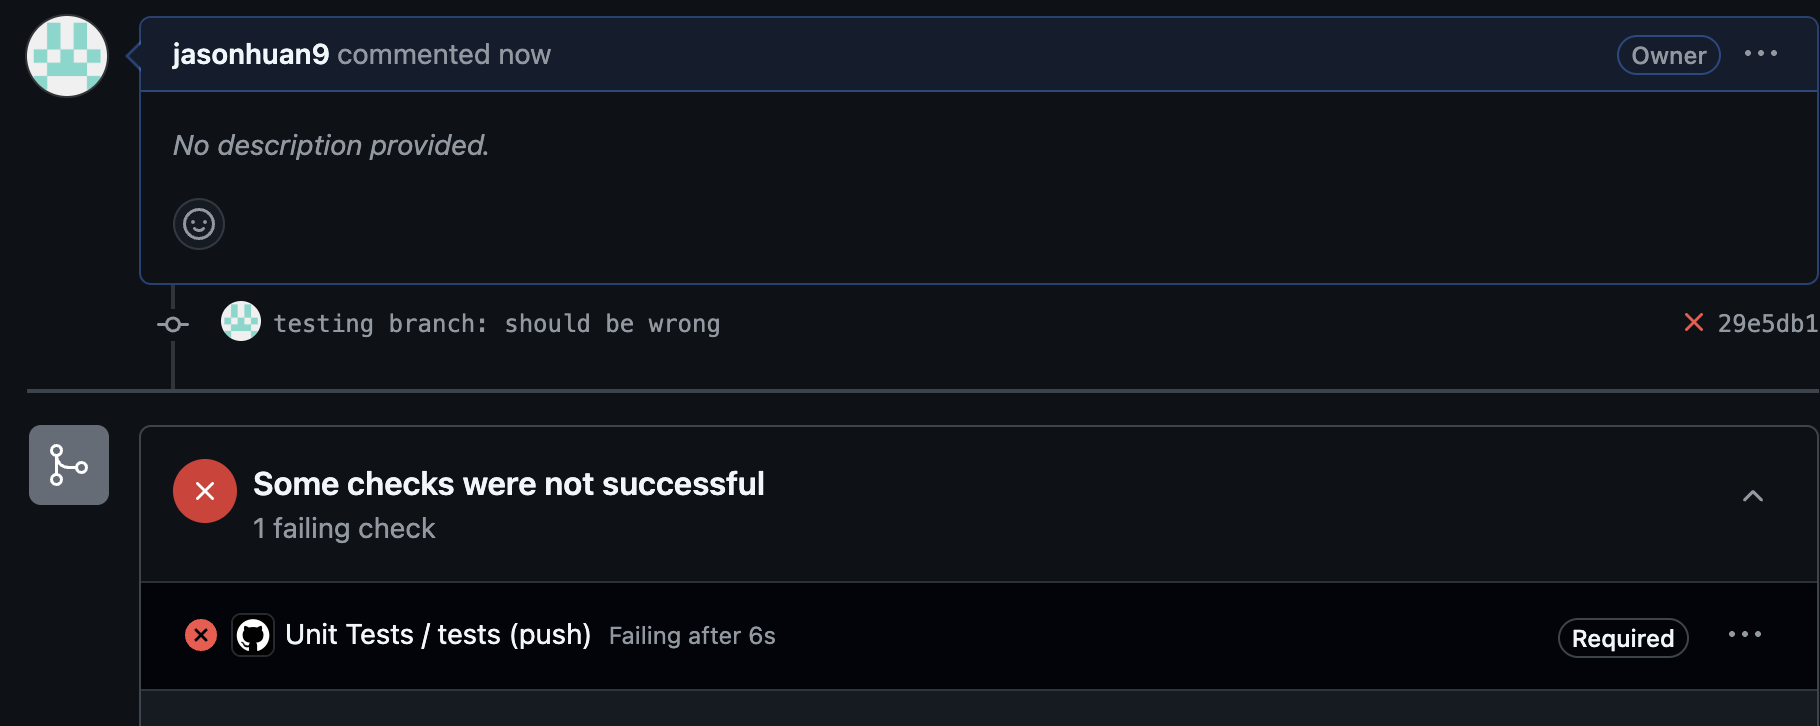 jasonhuan9 commented now Owner
No description provided.
testing branch: should be wrong 29e5db1
Some checks were not successful
1 failing check
Unit Tests / tests (push) Failing after 6s Required